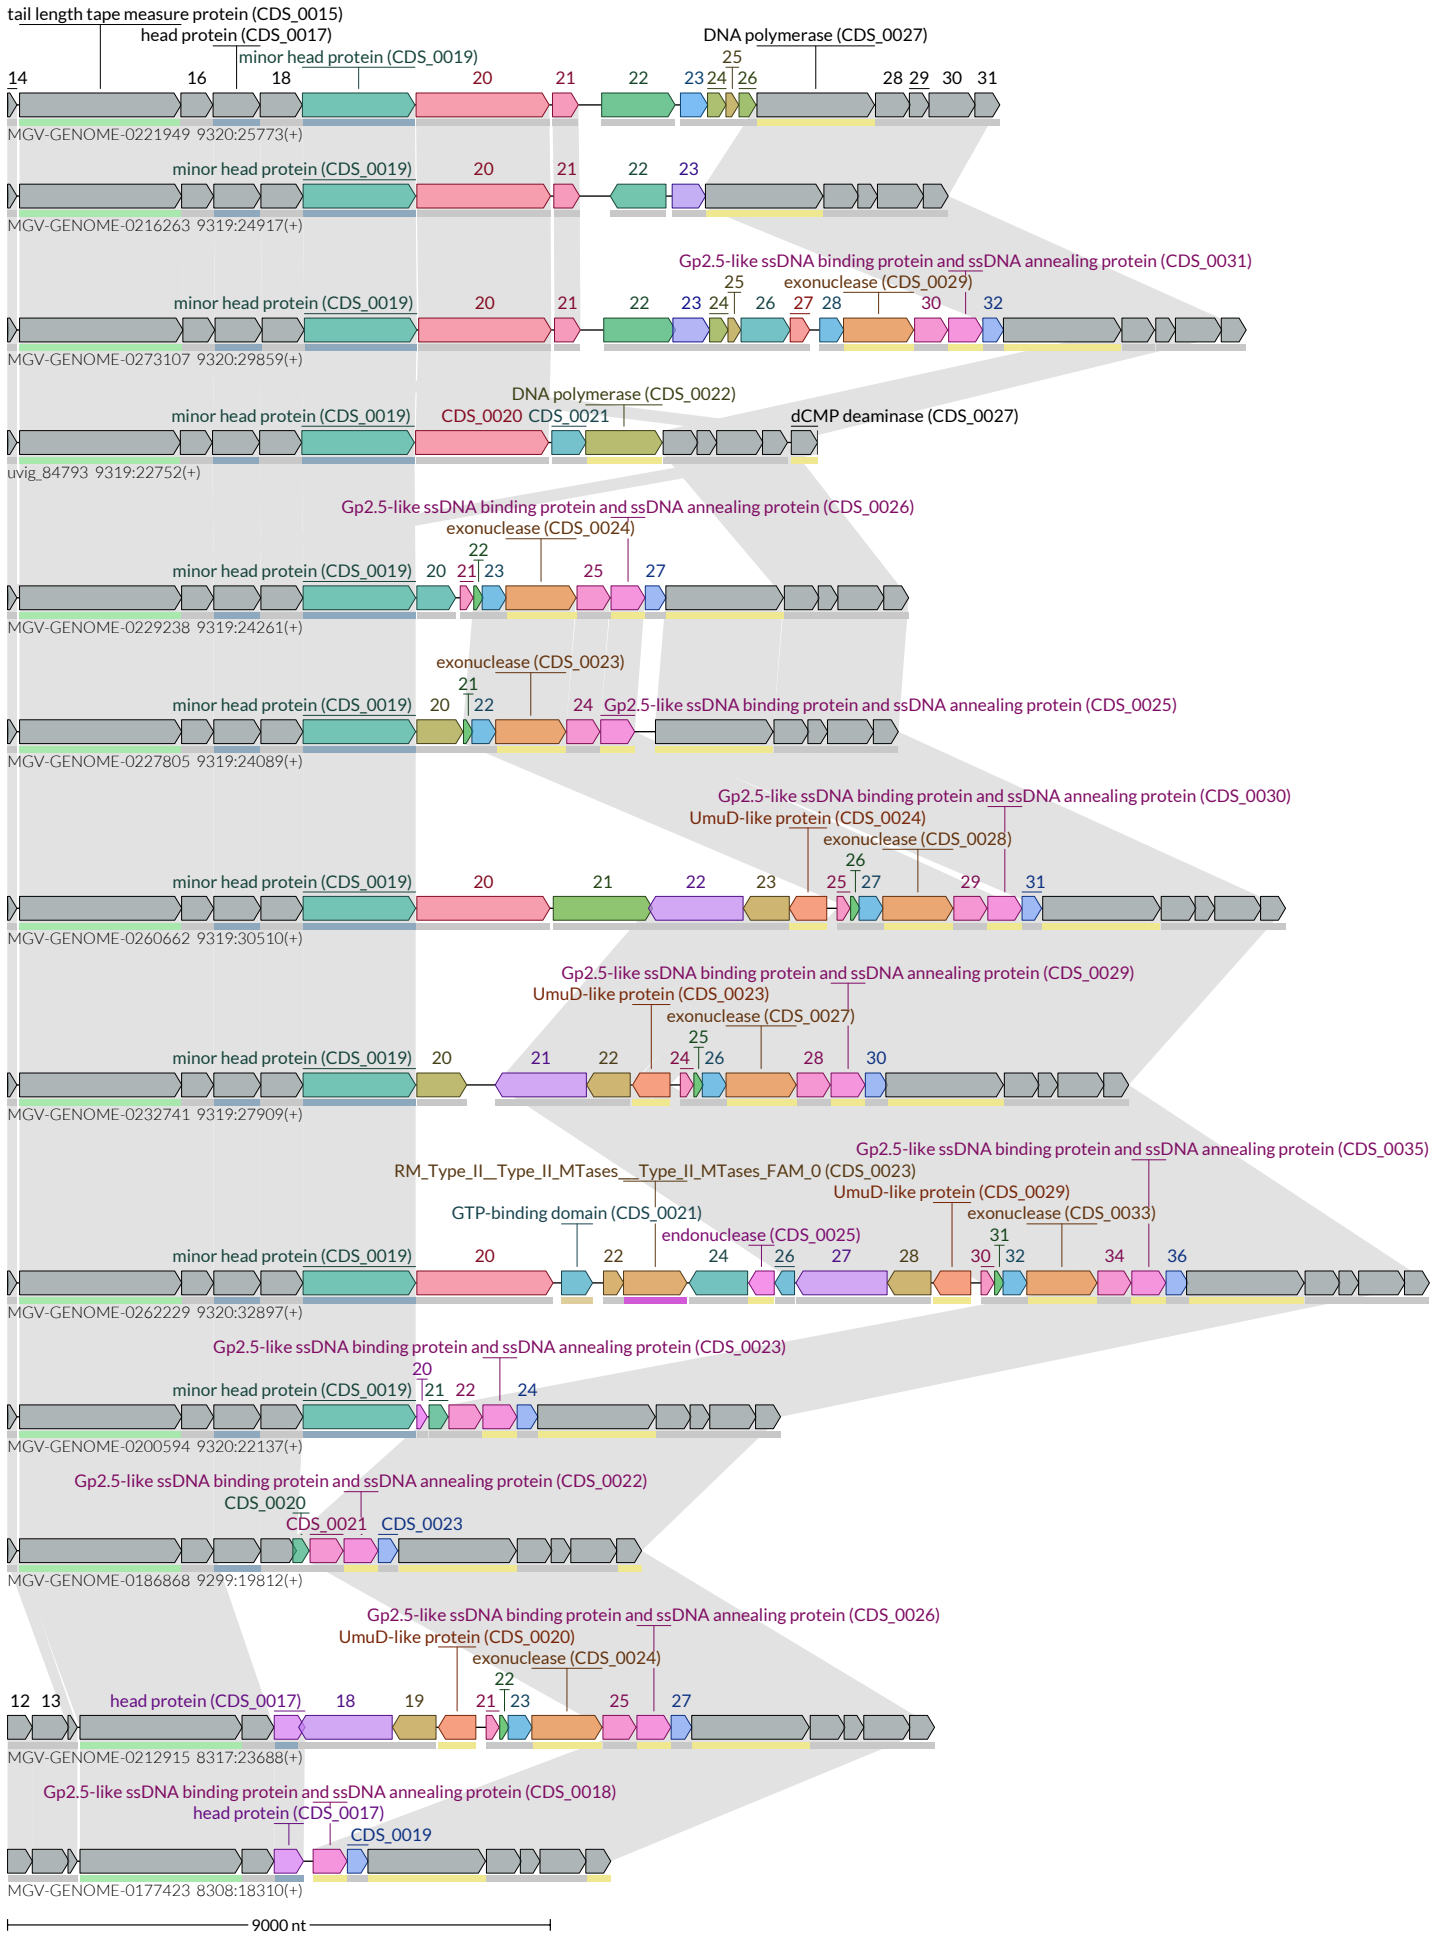 tail length tape measure protein (CDS_0015)
head protein (CDS_0017) DNA polymerase (CDS_0027)
minor head protein (CDS_0019) 25
14 16 18 20 21 22 23 24 26 28 29 30 31
MGV-GENOME-0221949 9320:25773(+)
minor head protein (CDS_0019) 20 21 22 23
MGV-GENOME-0216263 9319:24917(+)
Gp2.5-like ssDNA binding protein and ssDNA annealing protein (CDS_0031)
25 exonuclease (CDS_0029)
minor head protein (CDS_0019) 20 21 22 23 24 26 27 28 30 32
MGV-GENOME-0273107 9320:29859(+)
DNA polymerase (CDS_0022)
minor head protein (CDS_0019) CDS_0020 CDS_0021 dCMP deaminase (CDS_0027)
uvig_84793 9319:22752(+)
Gp2.5-like ssDNA binding protein and ssDNA annealing protein (CDS_0026)
exonuclease (CDS_0024)
22
minor head protein (CDS_0019) 20 21 23 25 27
MGV-GENOME-0229238 9319:24261(+)
exonuclease (CDS_0023)
21
minor head protein (CDS_0019) 20 22 24 Gp2.5-like ssDNA binding protein and ssDNA annealing protein (CDS_0025)
MGV-GENOME-0227805 9319:24089(+)
Gp2.5-like ssDNA binding protein and ssDNA annealing protein (CDS_0030)
UmuD-like protein (CDS_0024)
exonuclease (CDS_0028)
26
minor head protein (CDS_0019) 20 21 22 23 25 27 29 31
MGV-GENOME-0260662 9319:30510(+)
Gp2.5-like ssDNA binding protein and ssDNA annealing protein (CDS_0029)
UmuD-like protein (CDS_0023)
exonuclease (CDS_0027)
25
minor head protein (CDS_0019) 20 21 22 24 26 28 30
MGV-GENOME-0232741 9319:27909(+)
Gp2.5-like ssDNA binding protein and ssDNA annealing protein (CDS_0035)
RM_Type_II__Type_II_MTases___Type_II_MTases_FAM_0 (CDS_0023)
UmuD-like protein (CDS_0029)
GTP-binding domain (CDS_0021) exonuclease (CDS_0033)
endonuclease (CDS_0025) 31
minor head protein (CDS_0019) 20 22 24 26 27 28 30 32 34 36
MGV-GENOME-0262229 9320:32897(+)
Gp2.5-like ssDNA binding protein and ssDNA annealing protein (CDS_0023)
20
minor head protein (CDS_0019) 21 22 24
MGV-GENOME-0200594 9320:22137(+)
Gp2.5-like ssDNA binding protein and ssDNA annealing protein (CDS_0022)
CDS_0020
CDS_0021 CDS_0023
MGV-GENOME-0186868 9299:19812(+)
Gp2.5-like ssDNA binding protein and ssDNA annealing protein (CDS_0026)
UmuD-like protein (CDS_0020)
exonuclease (CDS_0024)
22
12 13 head protein (CDS_0017) 18 19 21 23 25 27
MGV-GENOME-0212915 8317:23688(+)
Gp2.5-like ssDNA binding protein and ssDNA annealing protein (CDS_0018)
head protein (CDS_0017)
CDS_0019
MGV-GENOME-0177423 8308:18310(+)
9000 nt